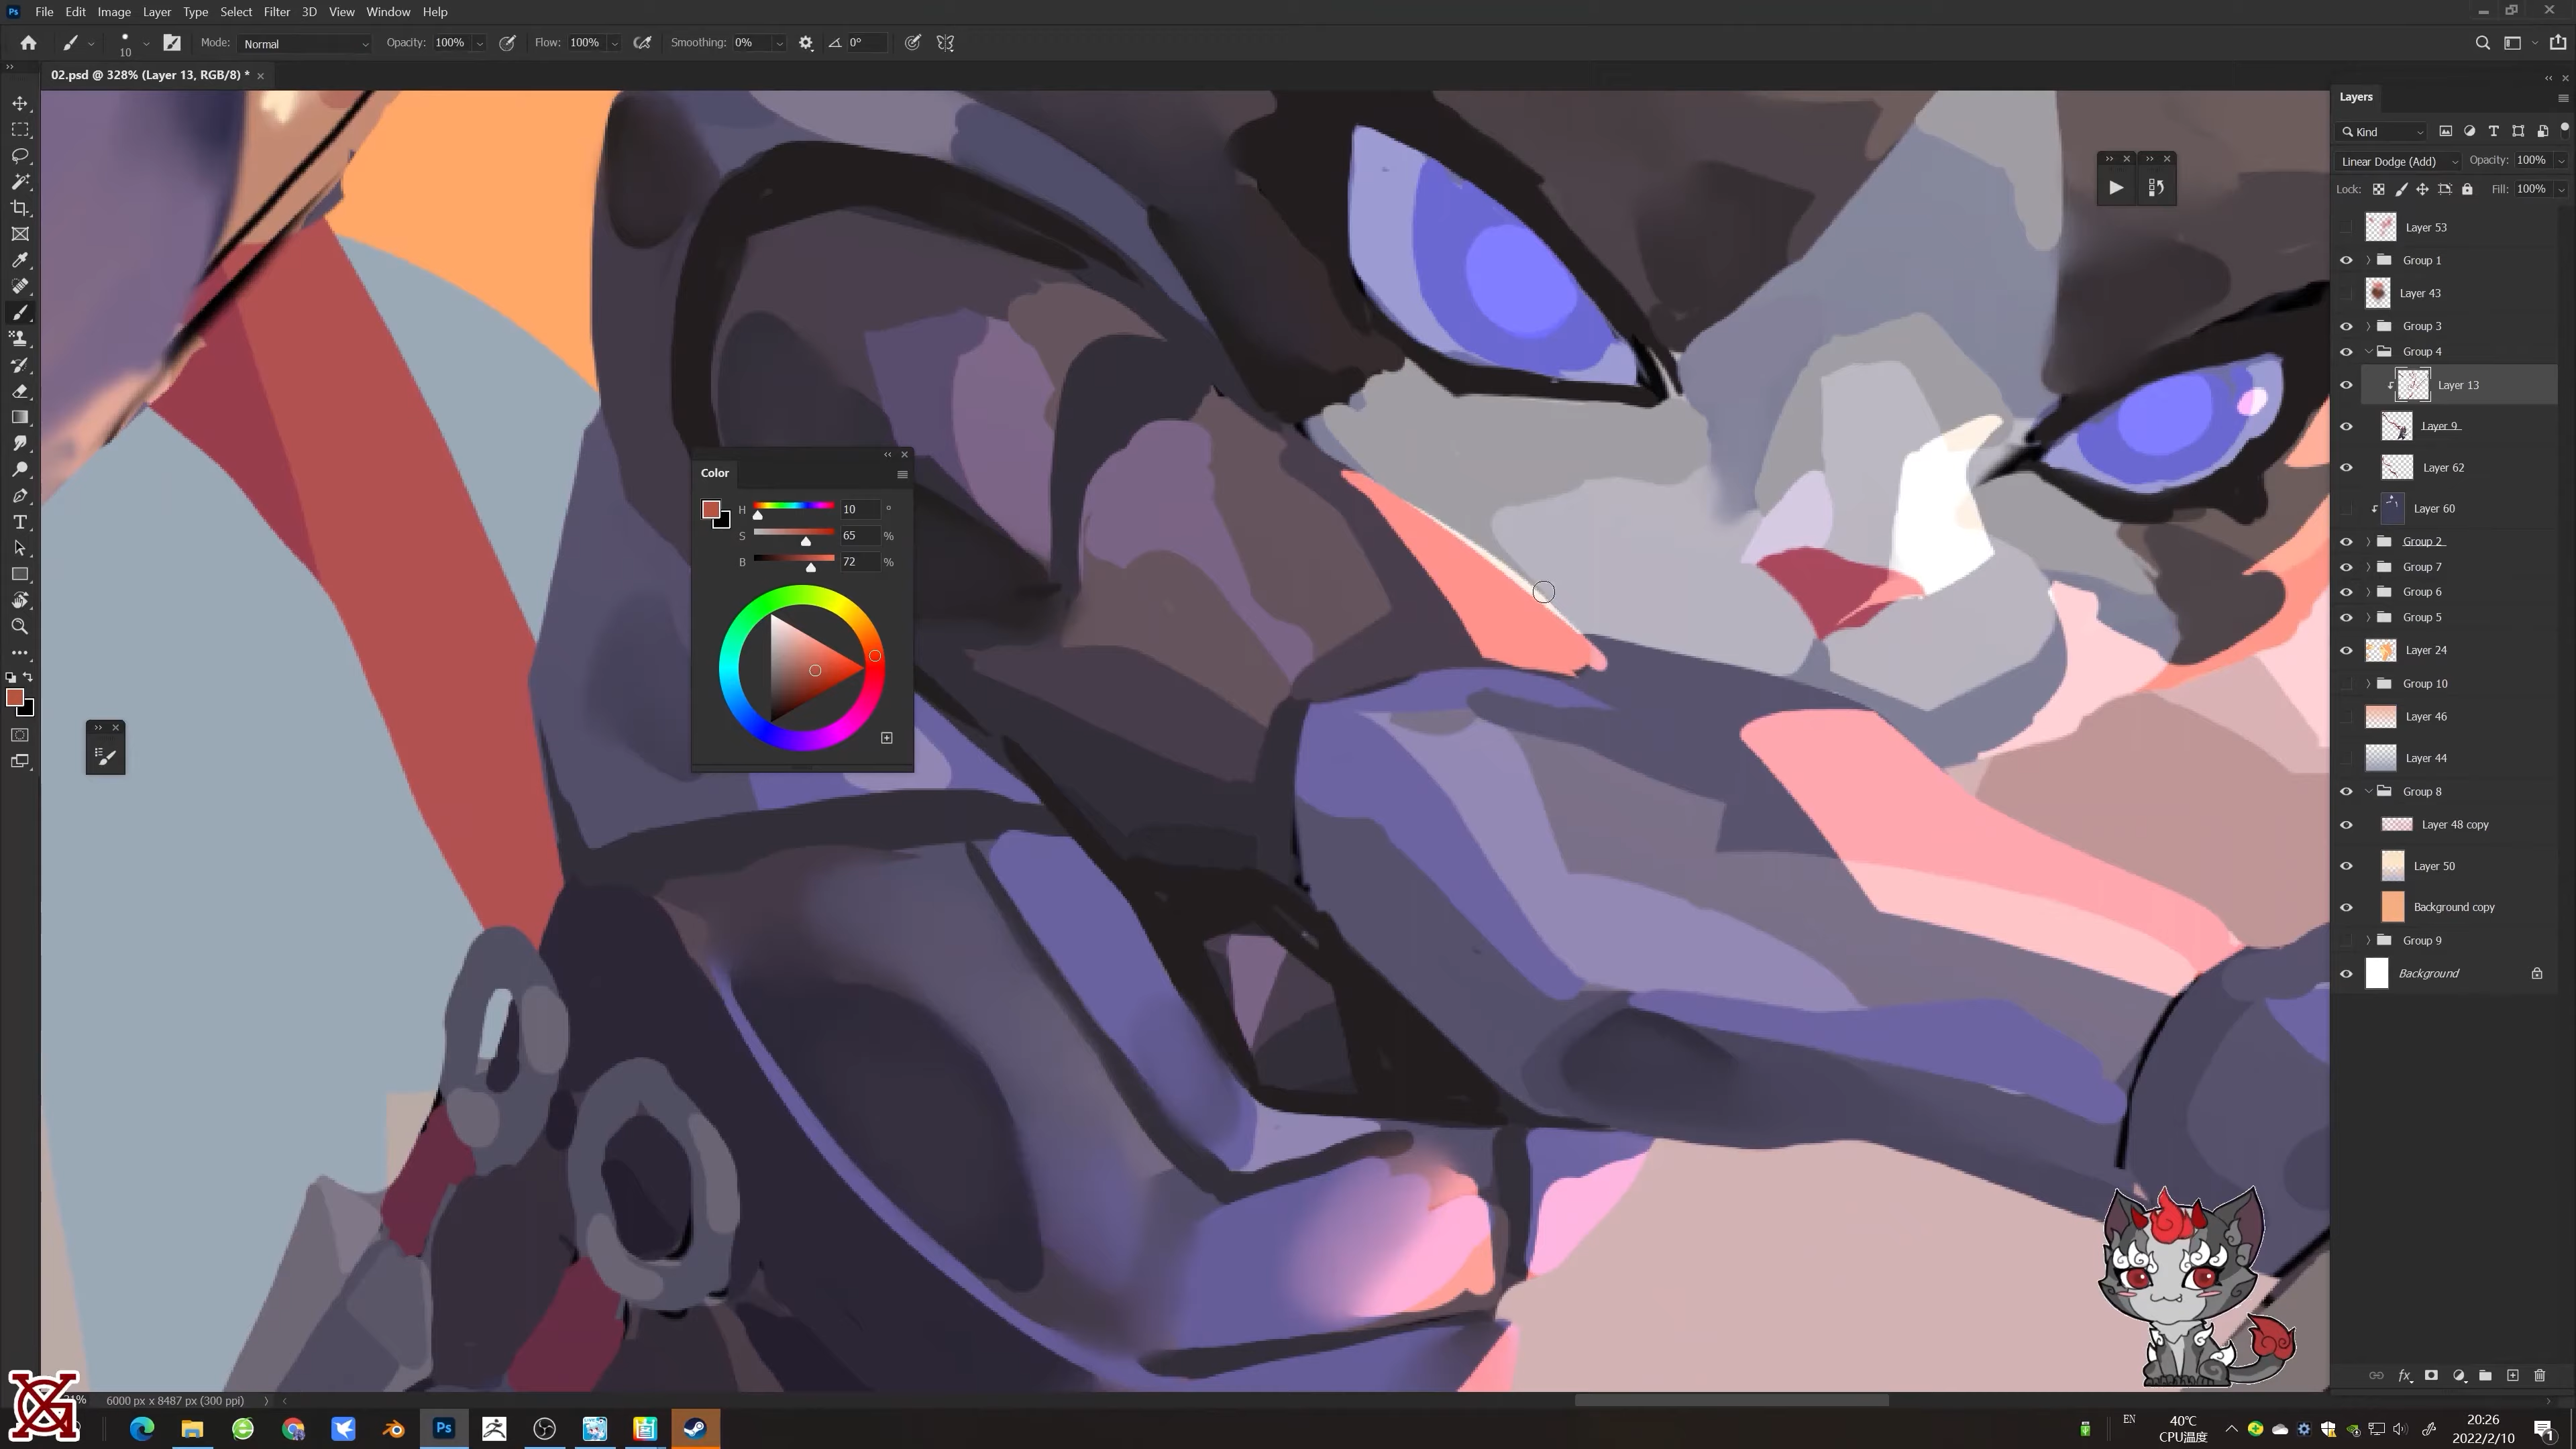 Ps File Edit Image Layer Type Select Filter 3D View Window Help
10 Mode: Normal Opacity: 100% Flow: 100% Smoothing: 0% 0°
02.psd @ 328% (Layer 13, RGB/8) *
Layers
Kind
Linear Dodge (Add) Opacity: 100%
Lock: Fill: 100%
Layer 53
Group 1
Layer 43
Group 3
Group 4
Layer 13
Layer 9
Layer 62
Layer 60
Group 2
Group 7
Group 6
Group 5
Layer 24
Group 10
Layer 46
Layer 44
Group 8
Layer 48 copy
Layer 50
Background copy
Group 9
Background
Color
H 10 °
S 65 %
B 72 %
6000 px x 8487 px (300 ppi)
Ps
EN
40℃
CPU温度
20:26
2022/2/10
1